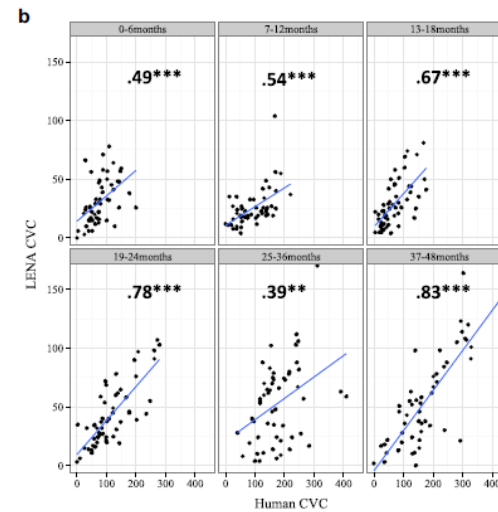 b
0-6months 7-12months 13-18months
.49*** .54*** .67***
150
100
50
0
19-24months 25-36months 37-48months
.78*** .39** .83***
150
100
50
0
0 100 200 300 400 0 100 200 300 400 0 100 200 300 400
LENA CVC
Human CVC